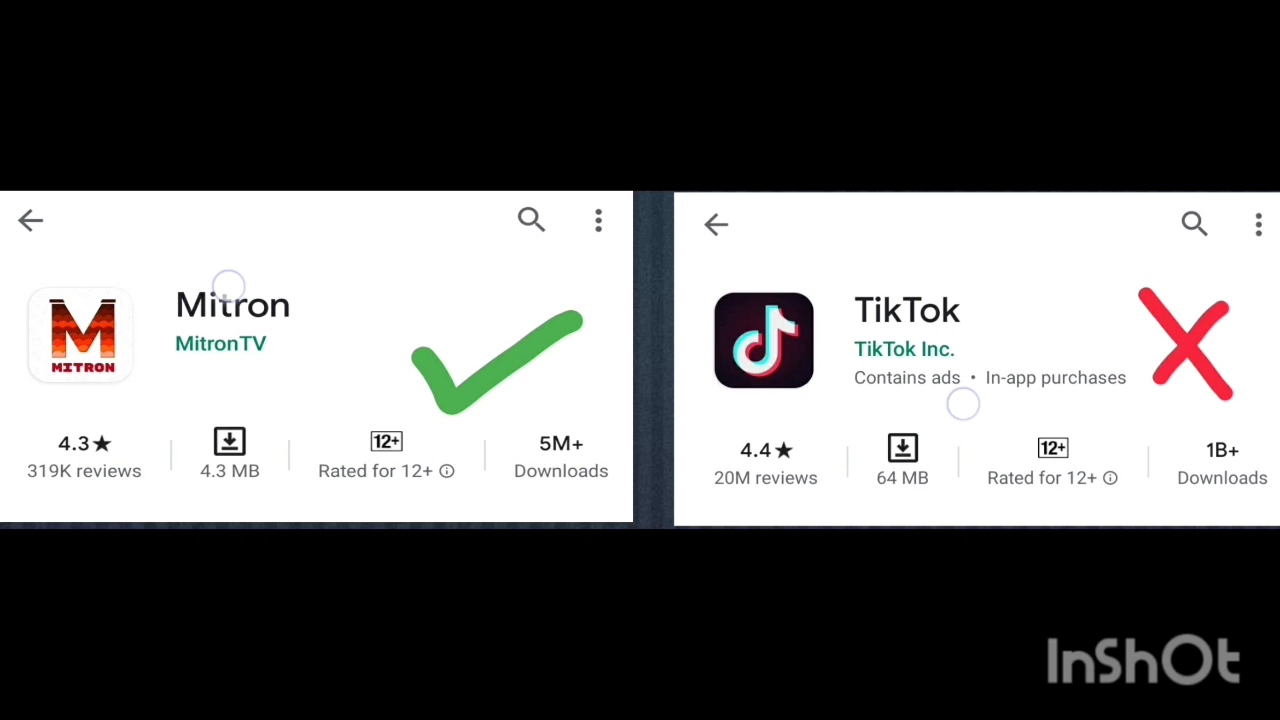 Mitron
MitronTV
MITRON
4.3★
319K reviews
4.3 MB
12+
Rated for 12+
5M+
Downloads
TikTok
TikTok Inc.
Contains ads • In-app purchases
4.4★
20M reviews
64 MB
12+
Rated for 12+
1B+
Downloads
InShOt